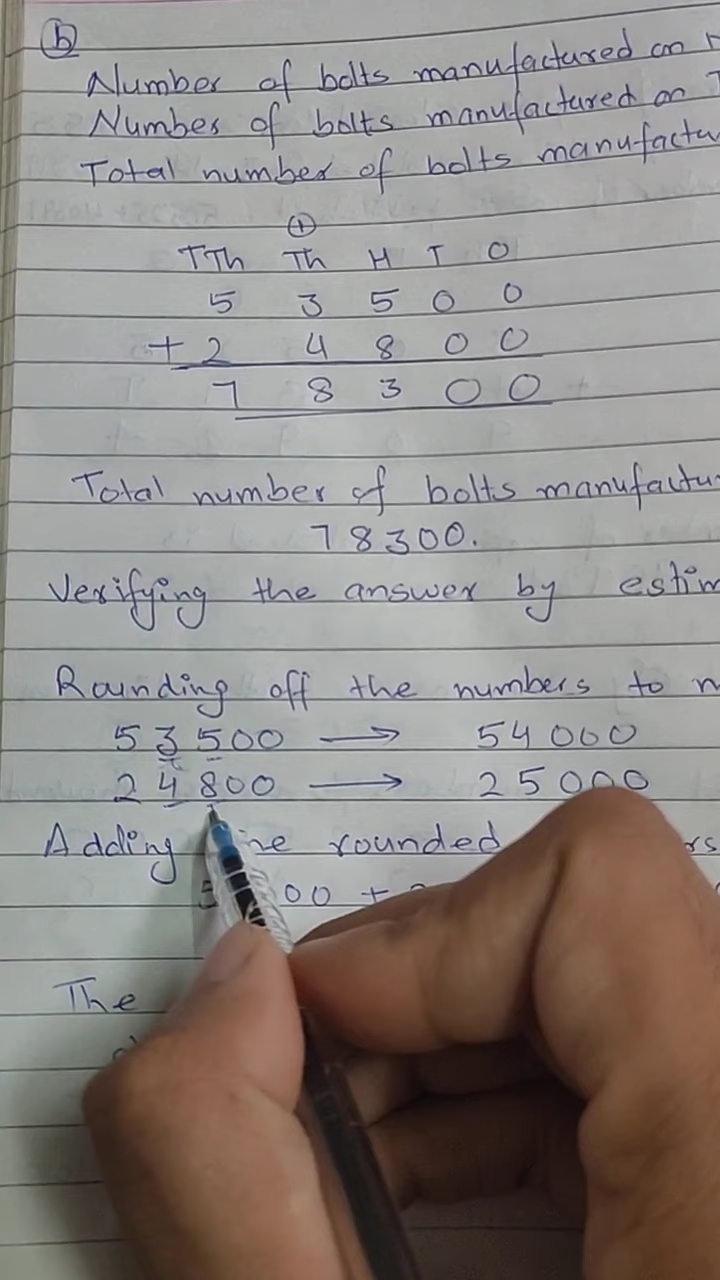 b
Number of bolts manufactured on
Number of bolts manufactured on
Total number of bolts manufactu
1
TTh Th H T O
5 3 5 0 0
+ 2 4 8 0 0
7 8 3 0 0
Total number of bolts manufactu
78300.
Verifying the answer by estim
Rounding off the numbers to n
53500 → 54000
24800 → 25000
Adding rounded
00 +
The